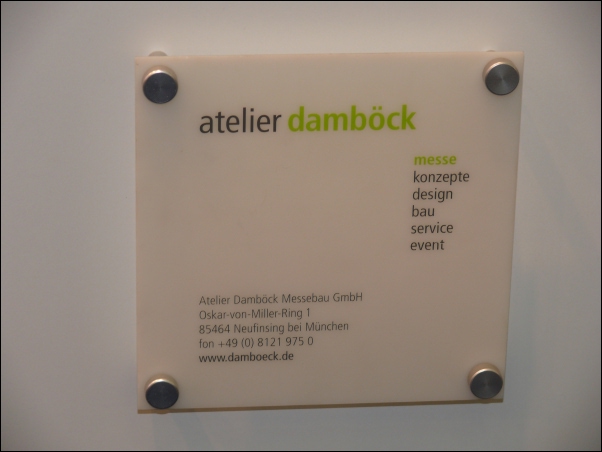 atelier damböck
messe
konzepte
design
bau
service
event
Atelier Damböck Messebau GmbH
Oskar-von-Miller-Ring 1
85464 Neufinsing bei München
fon +49 (0) 8121 975 0
www.damboeck.de